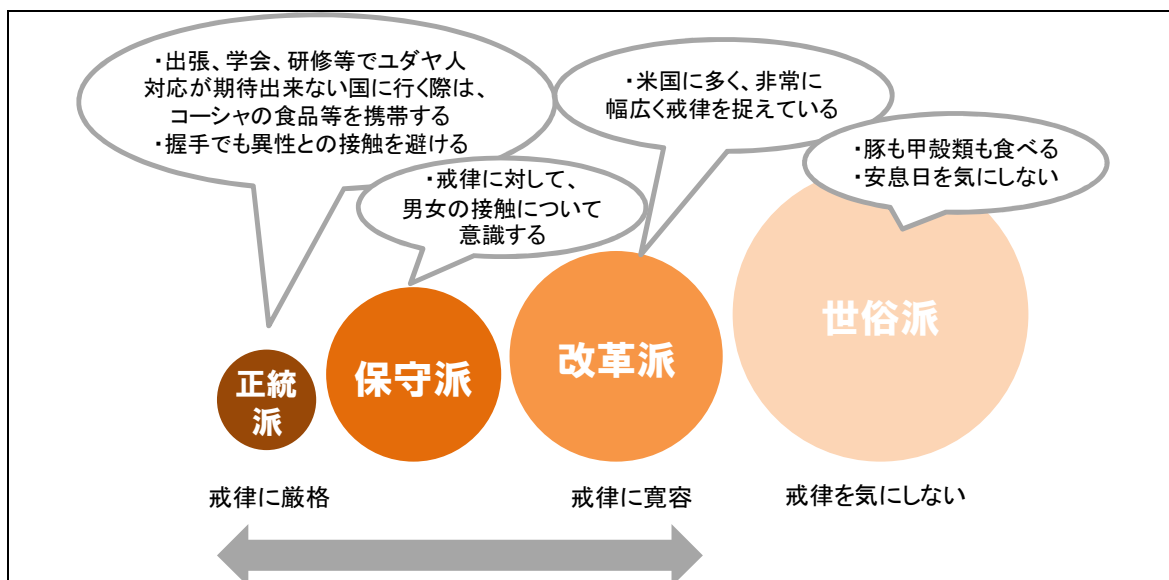 ・出張、学会、研修等でユダヤ人
対応が期待出来ない国に行く際は、
コーシャの食品等を携帯する
・握手でも異性との接触を避ける
・戒律に対して、
男女の接触について
意識する
・米国に多く、非常に
幅広く戒律を捉えている
・豚も甲殻類も食べる
・安息日を気にしない
正統
派
保守派
改革派
世俗派
戒律に厳格
戒律に寛容
戒律を気にしない